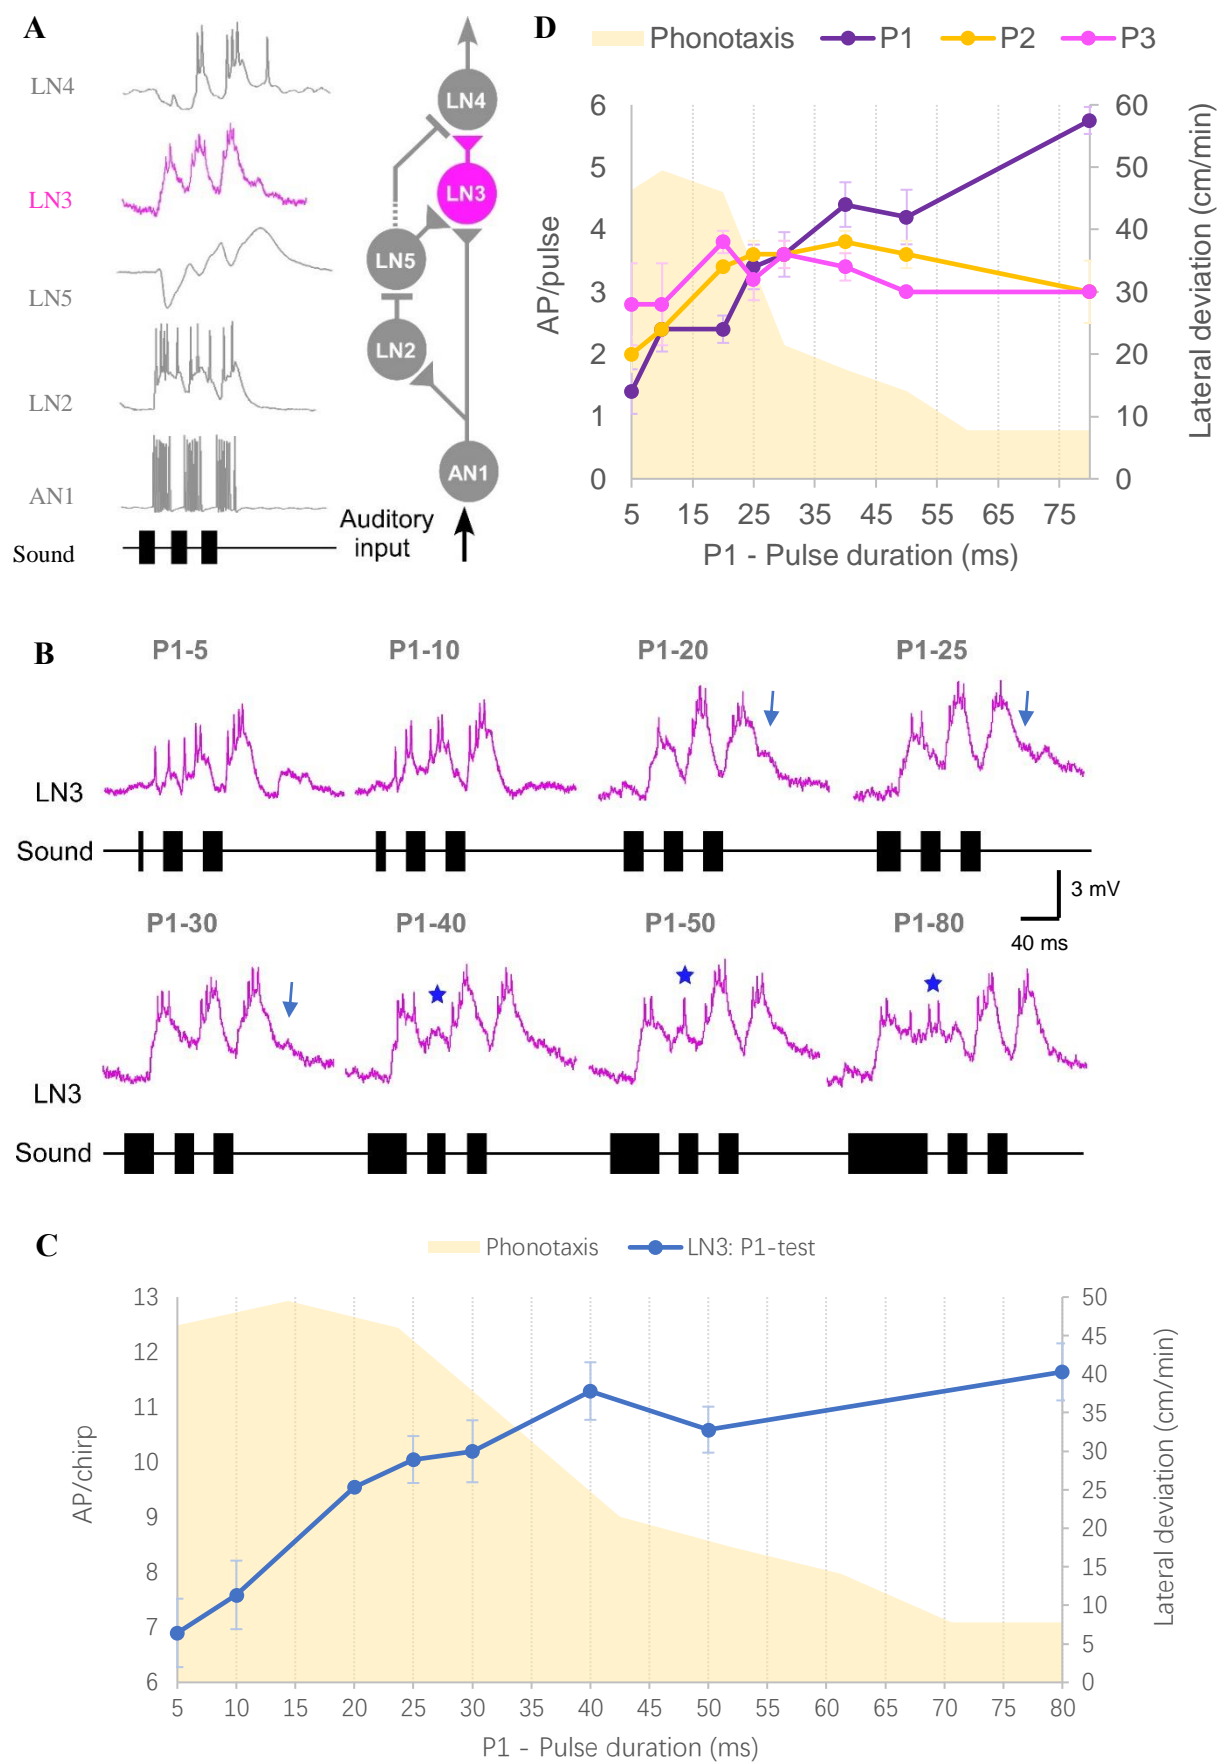 A
LN4
LN3
LN5
LN2
AN1
Sound
LN4
LN3
LN5
LN2
AN1
Auditory
input
D
Phonotaxis P1 P2 P3
AP/pulse
6
5
4
3
2
1
0
60
50
40
30
20
10
0
Lateral deviation (cm/min)
5 15 25 35 45 55 65 75
P1 - Pulse duration (ms)
B
P1-5 P1-10 P1-20 P1-25
LN3
Sound
3 mV
40 ms
P1-30 P1-40 P1-50 P1-80
LN3
Sound
C
Phonotaxis LN3: P1-test
AP/chirp
13
12
11
10
9
8
7
6
50
45
40
35
30
25
20
15
10
5
0
Lateral deviation (cm/min)
5 10 15 20 25 30 35 40 45 50 55 60 65 70 75 80
P1 - Pulse duration (ms)